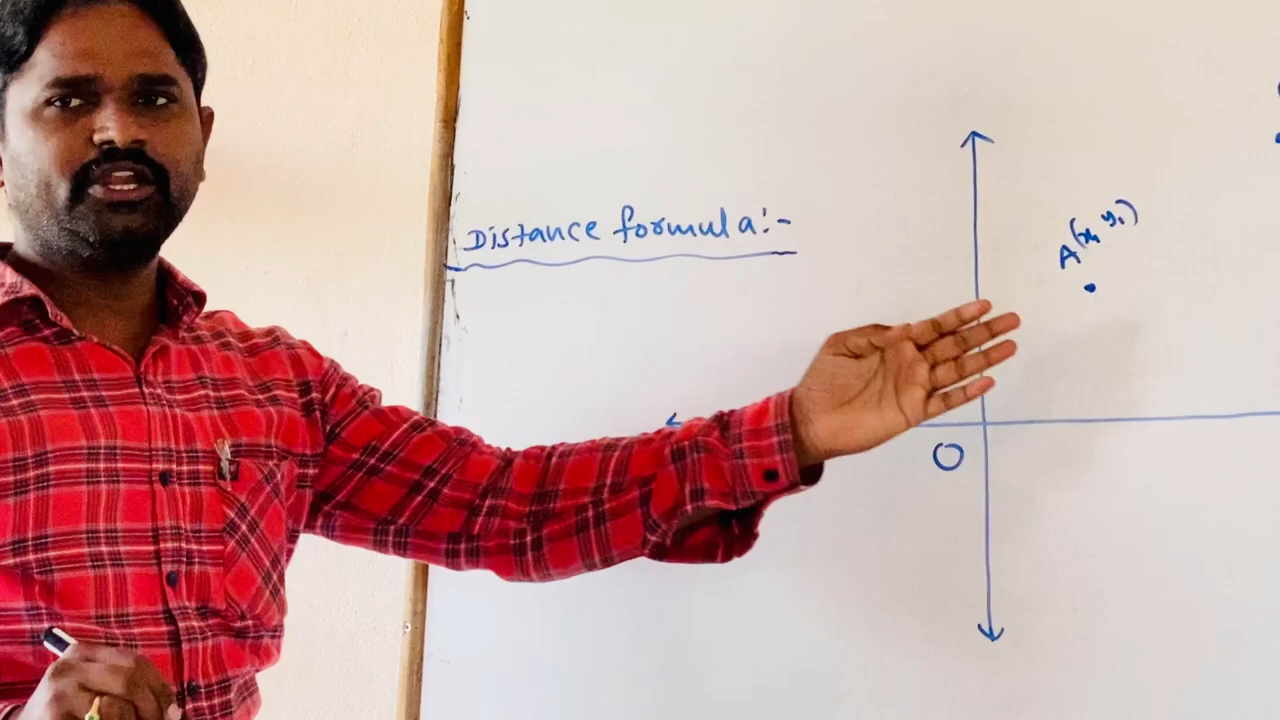 Distance formula:-
A(x₁ y₁)
O